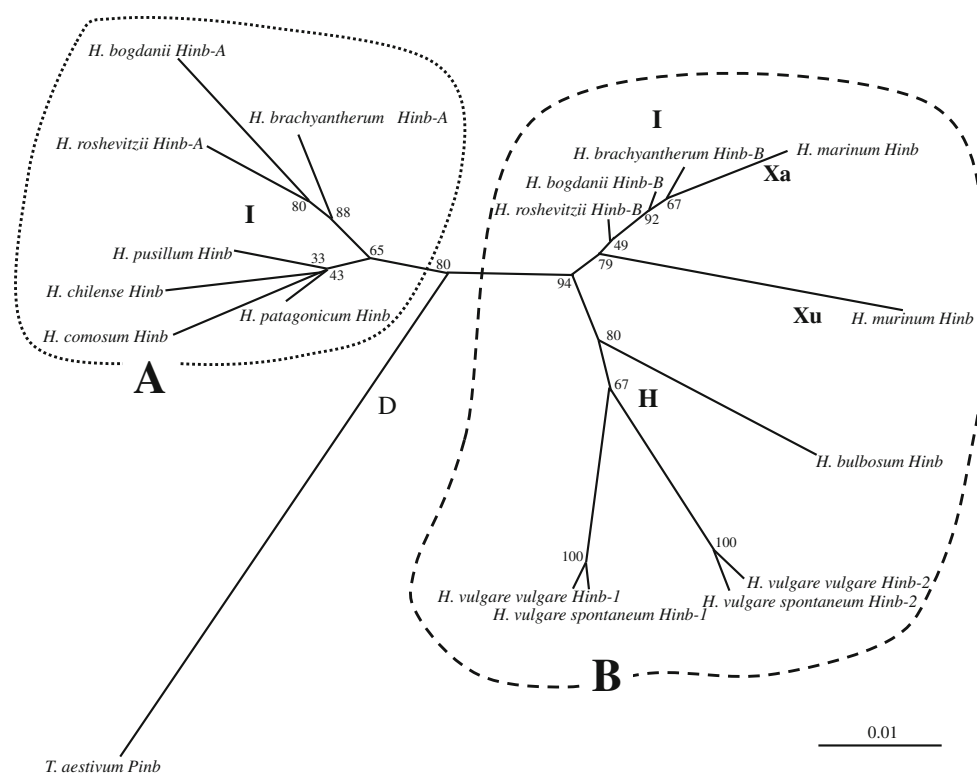 H. bogdanii Hinb-A
H. brachyantherum Hinb-A
H. roshevitzii Hinb-A
80
88
I
H. pusillum Hinb
33
65
43
H. chilense Hinb
H. patagonicum Hinb
H. comosum Hinb
A
80
D
T. aestivum Pinb
I
H. brachyantherum Hinb-B
H. marinum Hinb
Xa
H. bogdanii Hinb-B
67
H. roshevitzii Hinb-B
92
49
79
94
Xu
H. murinum Hinb
80
67
H
H. bulbosum Hinb
100
100
H. vulgare vulgare Hinb-1
H. vulgare spontaneum Hinb-1
H. vulgare vulgare Hinb-2
H. vulgare spontaneum Hinb-2
B
0.01